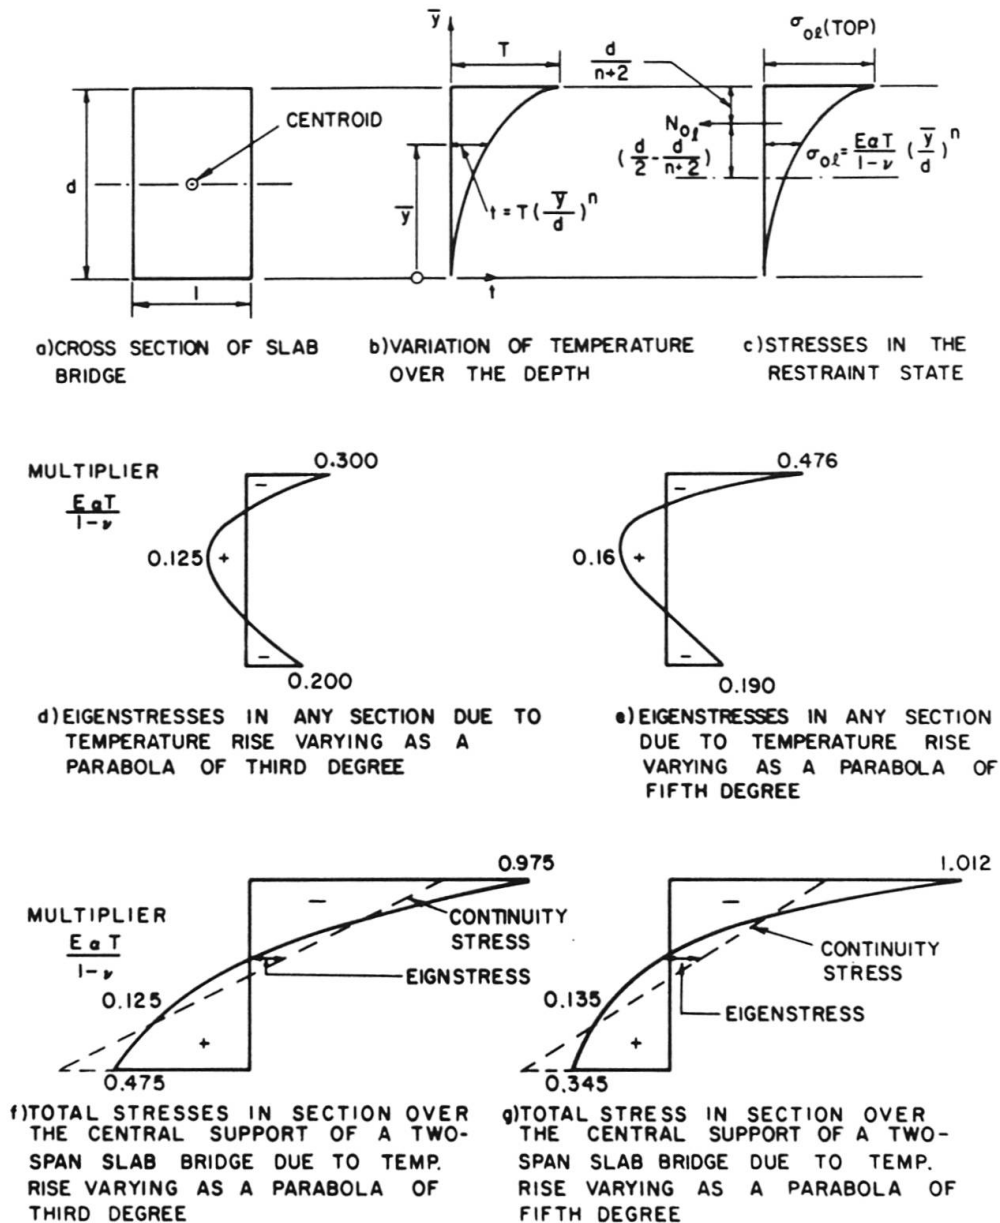 y̅
T
d/(n+2)
σ₀ₗ(TOP)
CENTROID
N₀ₗ
(d/2 - d/(n+2))
σ₀ₗ = EαT/(1-ν) (y̅/d)ⁿ
d
y̅
t = T(y̅/d)ⁿ
t
1
a)CROSS SECTION OF SLAB
BRIDGE
b)VARIATION OF TEMPERATURE
OVER THE DEPTH
c)STRESSES IN THE
RESTRAINT STATE
MULTIPLIER
EαT/(1-ν)
0.300
-
0.125
+
-
0.200
0.476
-
0.16
+
-
0.190
d)EIGENSTRESSES IN ANY SECTION DUE TO
TEMPERATURE RISE VARYING AS A
PARABOLA OF THIRD DEGREE
e)EIGENSTRESSES IN ANY SECTION
DUE TO TEMPERATURE RISE
VARYING AS A PARABOLA OF
FIFTH DEGREE
MULTIPLIER
EαT/(1-ν)
0.975
-
CONTINUITY
STRESS
EIGNSTRESS
0.125
+
0.475
1.012
-
CONTINUITY
STRESS
0.135
EIGENSTRESS
+
0.345
f)TOTAL STRESSES IN SECTION OVER
THE CENTRAL SUPPORT OF A TWO-
SPAN SLAB BRIDGE DUE TO TEMP.
RISE VARYING AS A PARABOLA OF
THIRD DEGREE
g)TOTAL STRESS IN SECTION OVER
THE CENTRAL SUPPORT OF A TWO-
SPAN SLAB BRIDGE DUE TO TEMP.
RISE VARYING AS A PARABOLA OF
FIFTH DEGREE